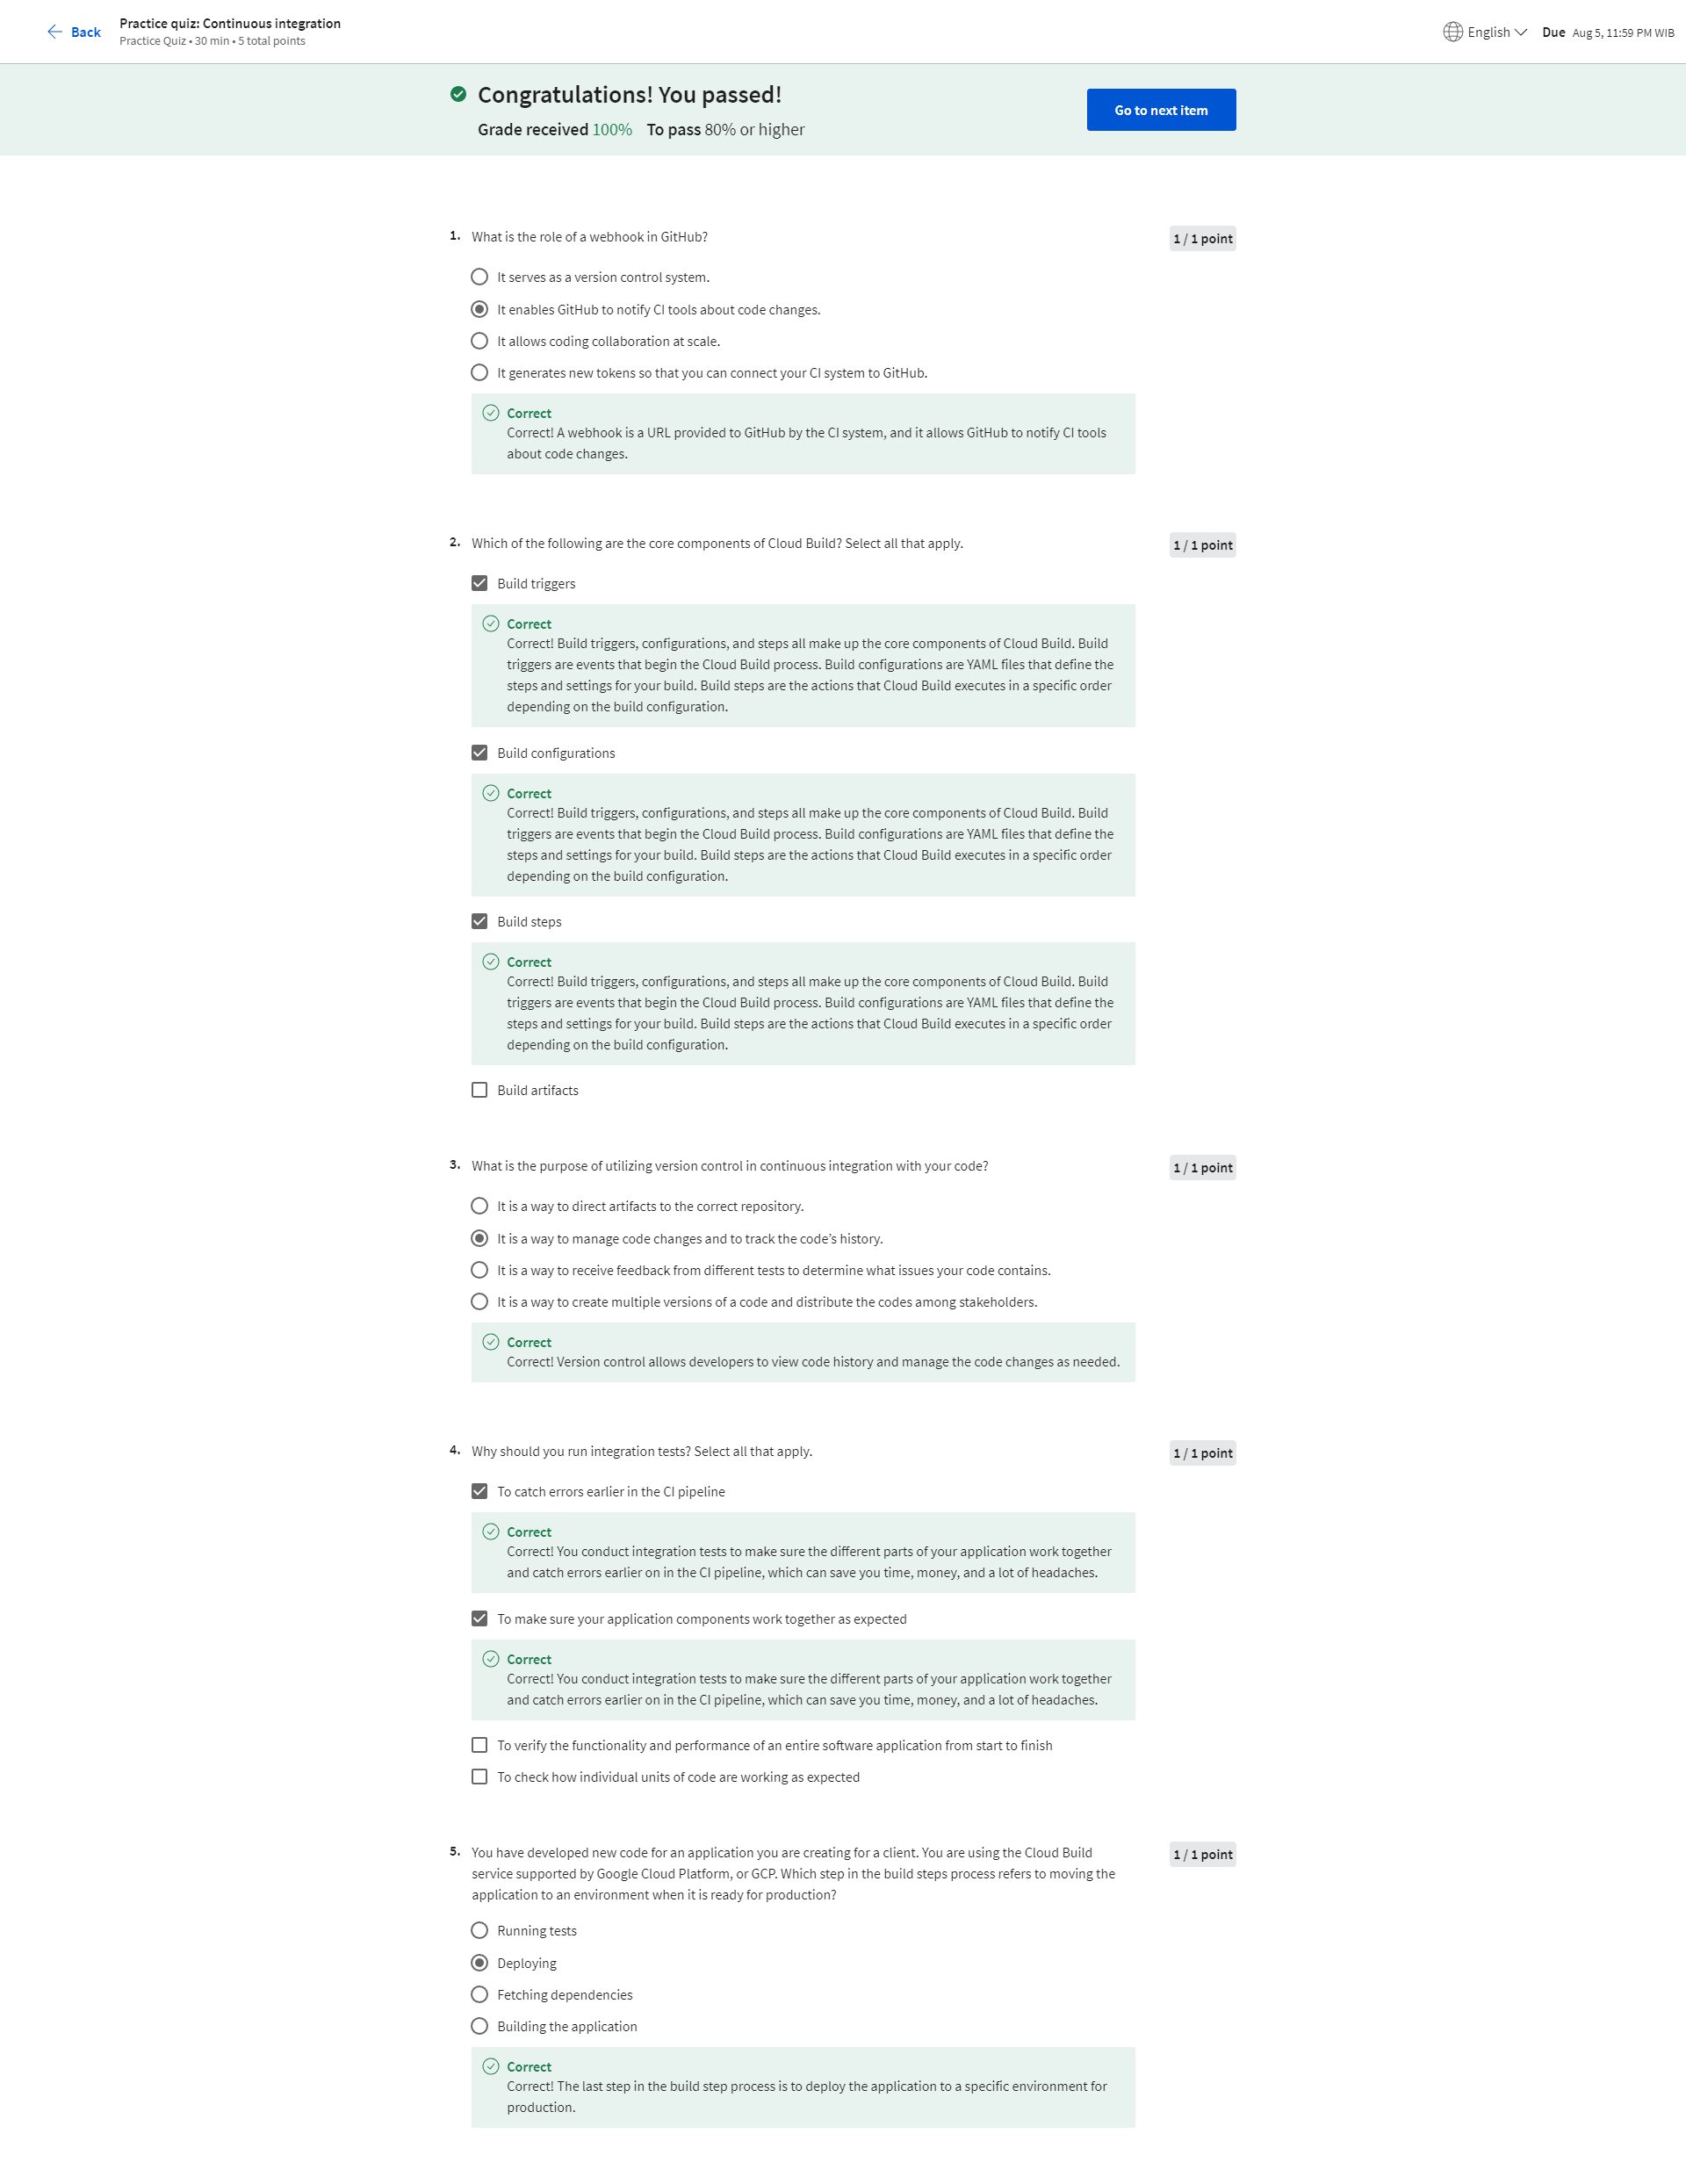 Back
Practice quiz: Continuous integration
Practice Quiz • 30 min • 5 total points
English
Due Aug 5, 11:59 PM WIB
Congratulations! You passed!
Grade received 100% To pass 80% or higher
Go to next item
1. What is the role of a webhook in GitHub?
1 / 1 point
It serves as a version control system.
It enables GitHub to notify CI tools about code changes.
It allows coding collaboration at scale.
It generates new tokens so that you can connect your CI system to GitHub.
Correct
Correct! A webhook is a URL provided to GitHub by the CI system, and it allows GitHub to notify CI tools
about code changes.
2. Which of the following are the core components of Cloud Build? Select all that apply.
1 / 1 point
Build triggers
Correct
Correct! Build triggers, configurations, and steps all make up the core components of Cloud Build. Build
triggers are events that begin the Cloud Build process. Build configurations are YAML files that define the
steps and settings for your build. Build steps are the actions that Cloud Build executes in a specific order
depending on the build configuration.
Build configurations
Correct
Correct! Build triggers, configurations, and steps all make up the core components of Cloud Build. Build
triggers are events that begin the Cloud Build process. Build configurations are YAML files that define the
steps and settings for your build. Build steps are the actions that Cloud Build executes in a specific order
depending on the build configuration.
Build steps
Correct
Correct! Build triggers, configurations, and steps all make up the core components of Cloud Build. Build
triggers are events that begin the Cloud Build process. Build configurations are YAML files that define the
steps and settings for your build. Build steps are the actions that Cloud Build executes in a specific order
depending on the build configuration.
Build artifacts
3. What is the purpose of utilizing version control in continuous integration with your code?
1 / 1 point
It is a way to direct artifacts to the correct repository.
It is a way to manage code changes and to track the code’s history.
It is a way to receive feedback from different tests to determine what issues your code contains.
It is a way to create multiple versions of a code and distribute the codes among stakeholders.
Correct
Correct! Version control allows developers to view code history and manage the code changes as needed.
4. Why should you run integration tests? Select all that apply.
1 / 1 point
To catch errors earlier in the CI pipeline
Correct
Correct! You conduct integration tests to make sure the different parts of your application work together
and catch errors earlier on in the CI pipeline, which can save you time, money, and a lot of headaches.
To make sure your application components work together as expected
Correct
Correct! You conduct integration tests to make sure the different parts of your application work together
and catch errors earlier on in the CI pipeline, which can save you time, money, and a lot of headaches.
To verify the functionality and performance of an entire software application from start to finish
To check how individual units of code are working as expected
5. You have developed new code for an application you are creating for a client. You are using the Cloud Build
service supported by Google Cloud Platform, or GCP. Which step in the build steps process refers to moving the
application to an environment when it is ready for production?
1 / 1 point
Running tests
Deploying
Fetching dependencies
Building the application
Correct
Correct! The last step in the build step process is to deploy the application to a specific environment for
production.